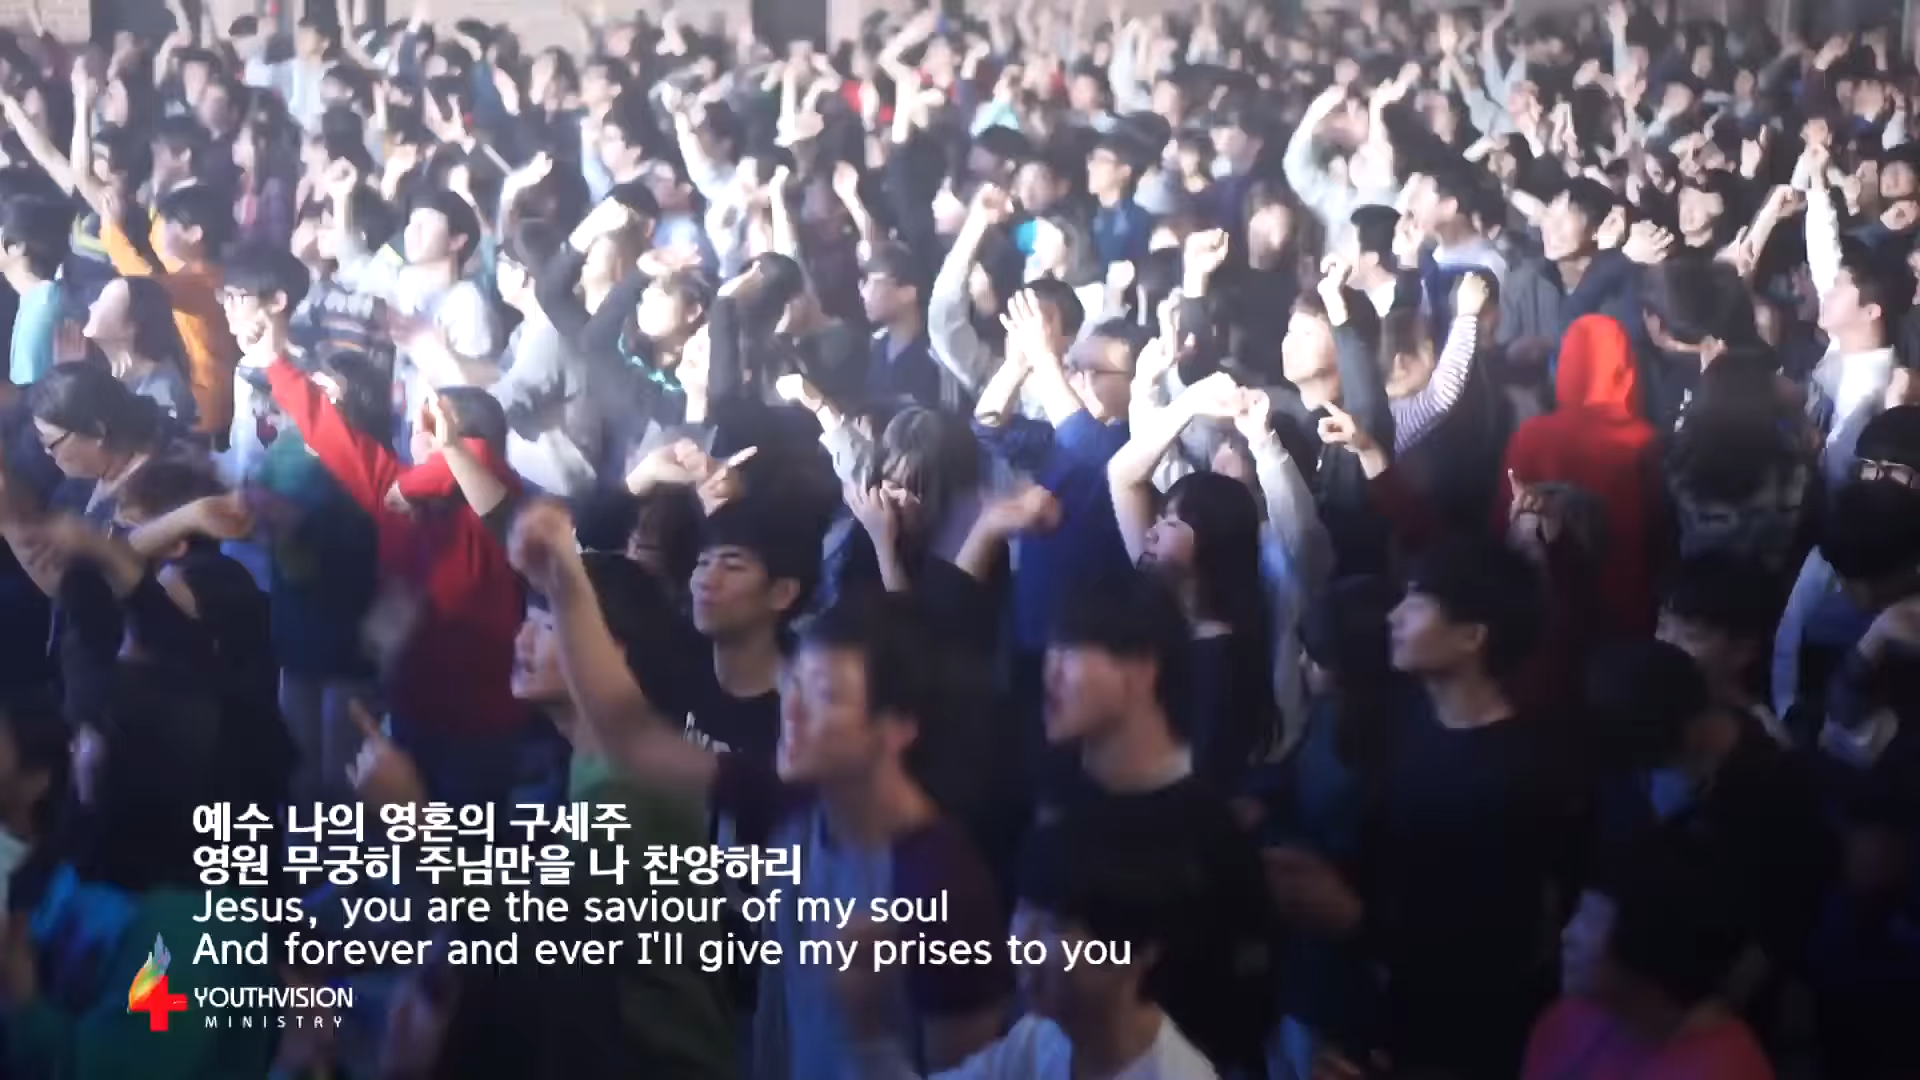 예수 나의 영혼의 구세주
영원 무궁히 주님만을 나 찬양하리
Jesus, you are the saviour of my soul
And forever and ever I'll give my prises to you
YOUTHVISION
MINISTRY